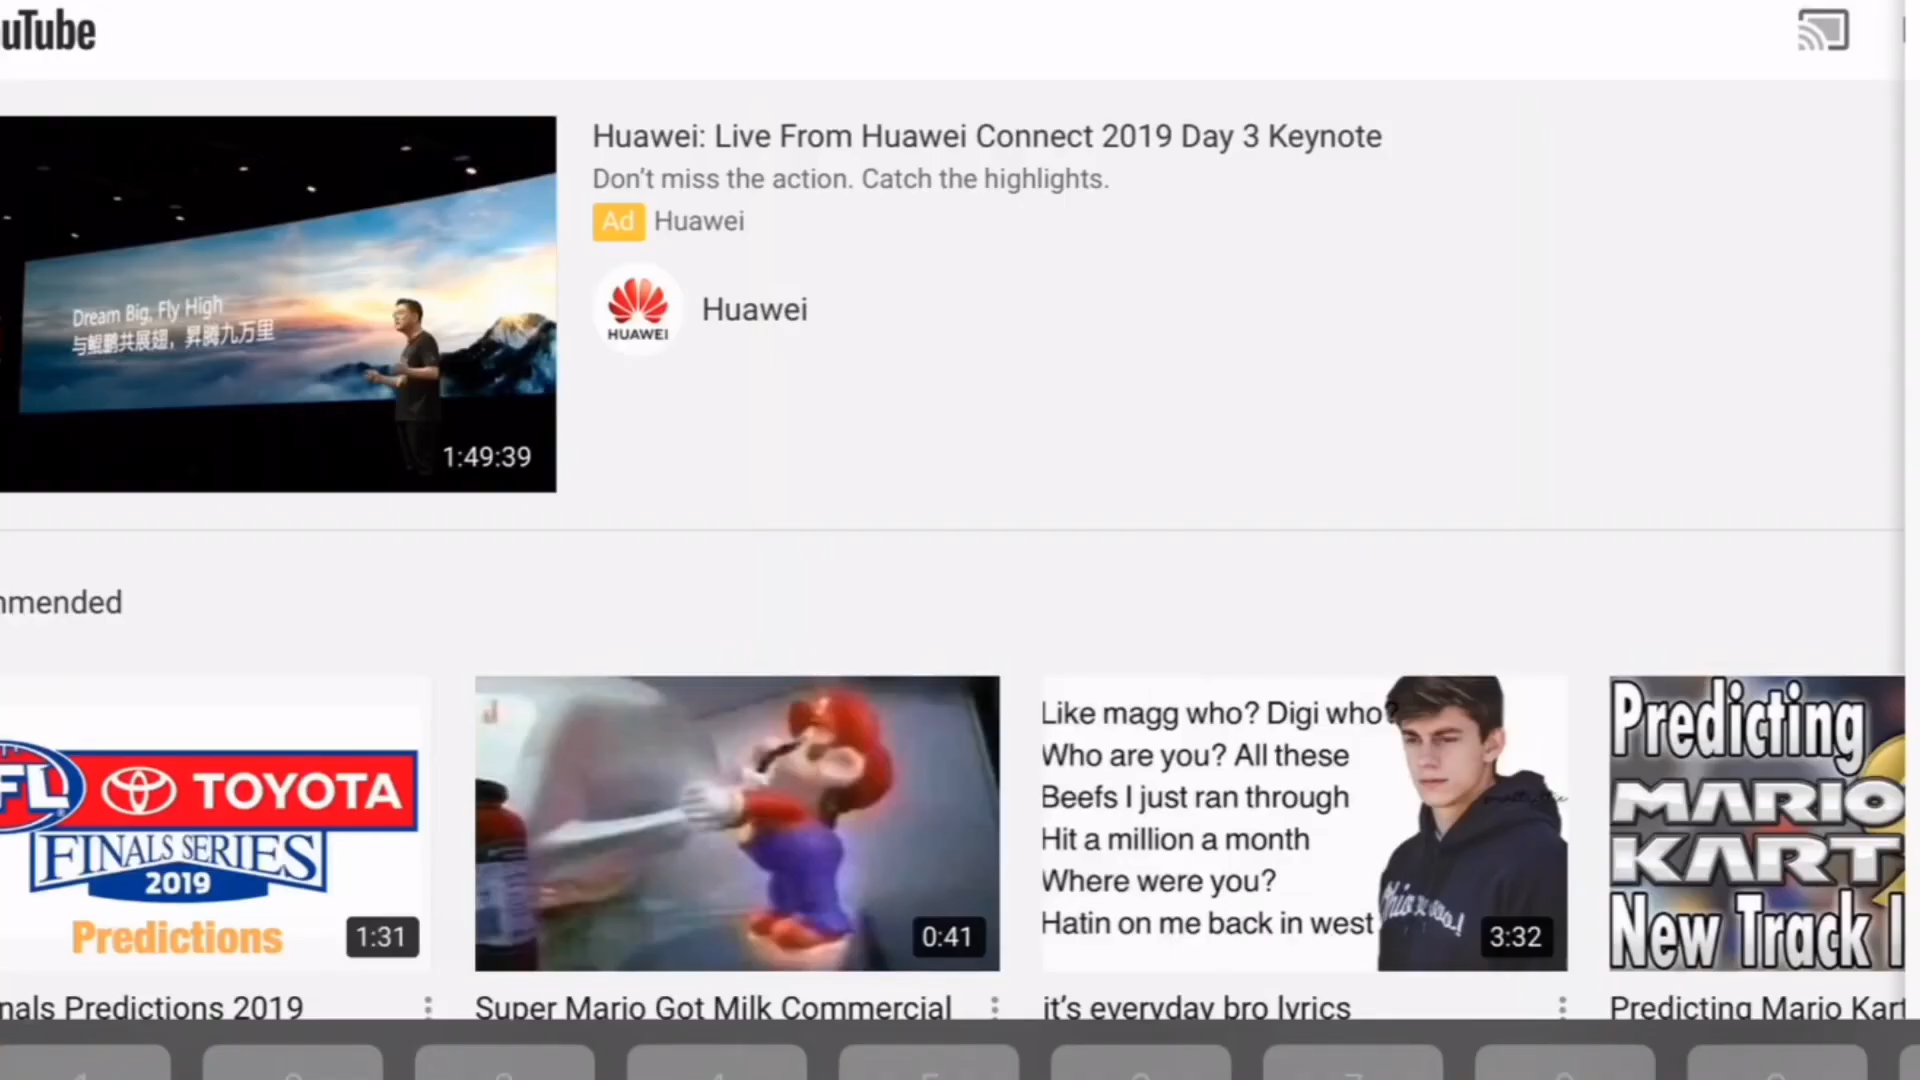 uTube
Huawei: Live From Huawei Connect 2019 Day 3 Keynote
Don't miss the action. Catch the highlights.
Ad Huawei
HUAWEI
Huawei
Dream Big, Fly High
与鲲鹏共展翅，昇腾九万里
1:49:39
mmended
FL
TOYOTA
FINALS SERIES
2019
Predictions
1:31
0:41
Like magg who? Digi who?
Who are you? All these
Beefs I just ran through
Hit a million a month
Where were you?
Hatin on me back in west
3:32
Predicting
MARIO
KART
New Track
nals Predictions 2019
Super Mario Got Milk Commercial
it's everyday bro lyrics
Predicting Mario Kart